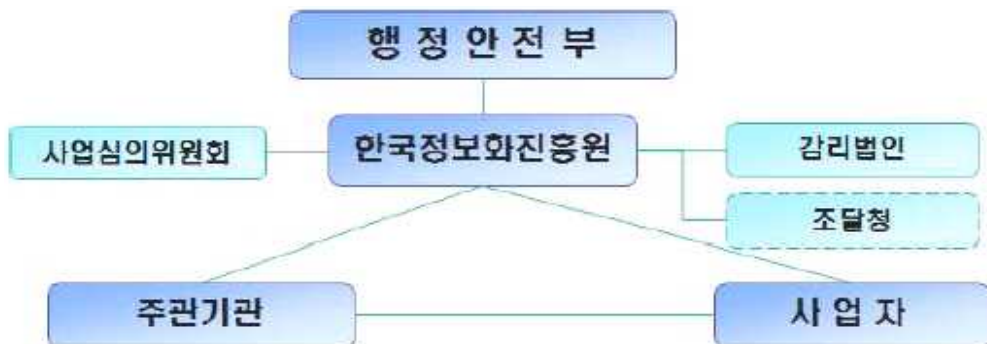 행 정 안 전 부
사업심의위원회
한국정보화진흥원
감리법인
조달청
주관기관
사 업 자